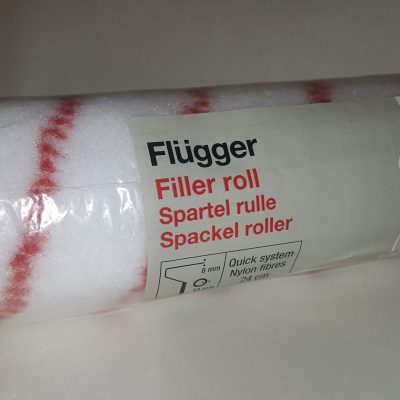 Flügger
Filler roll
Spartel rulle
Spackel roller
8 mm
Quick system
Nylon fibres
24 cm